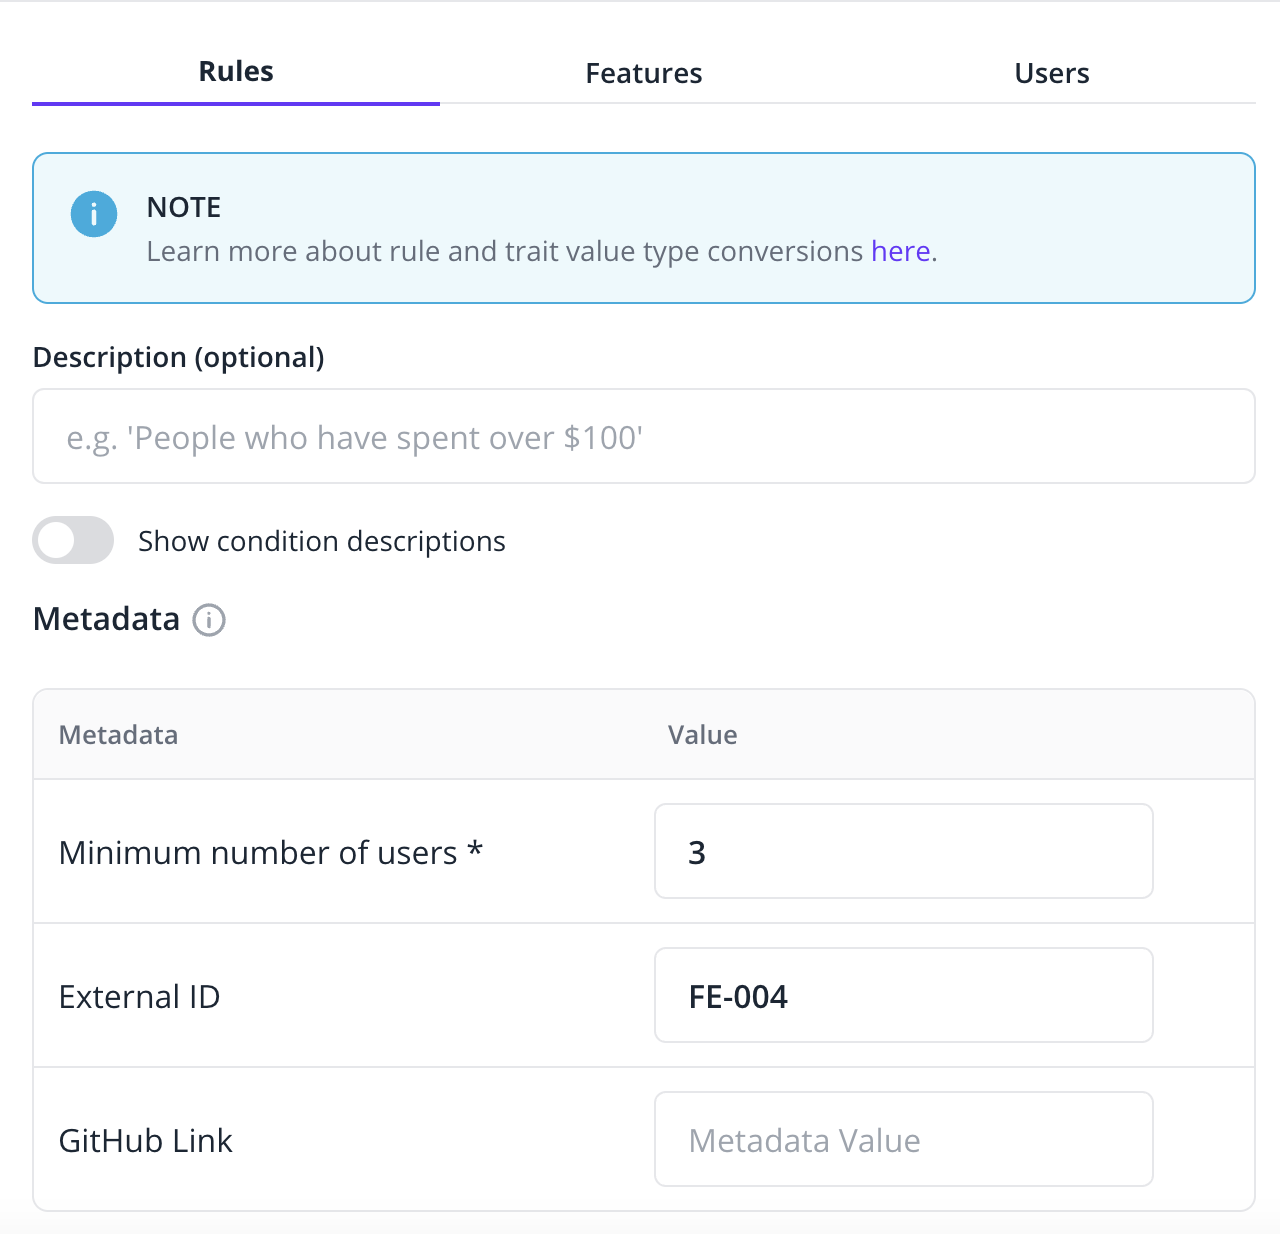 Rules Features Users
NOTE
Learn more about rule and trait value type conversions here.
Description (optional)
e.g. 'People who have spent over $100'
Show condition descriptions
Metadata
Metadata Value
Minimum number of users * 3
External ID FE-004
GitHub Link Metadata Value